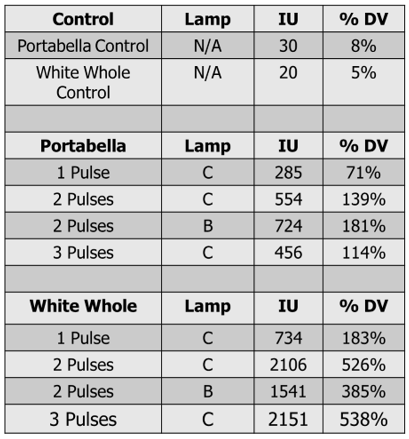 Control Lamp IU % DV
Portabella Control N/A 30 8%
White Whole N/A 20 5%
Control
Portabella Lamp IU % DV
1 Pulse C 285 71%
2 Pulses C 554 139%
2 Pulses B 724 181%
3 Pulses C 456 114%
White Whole Lamp IU % DV
1 Pulse C 734 183%
2 Pulses C 2106 526%
2 Pulses B 1541 385%
3 Pulses C 2151 538%